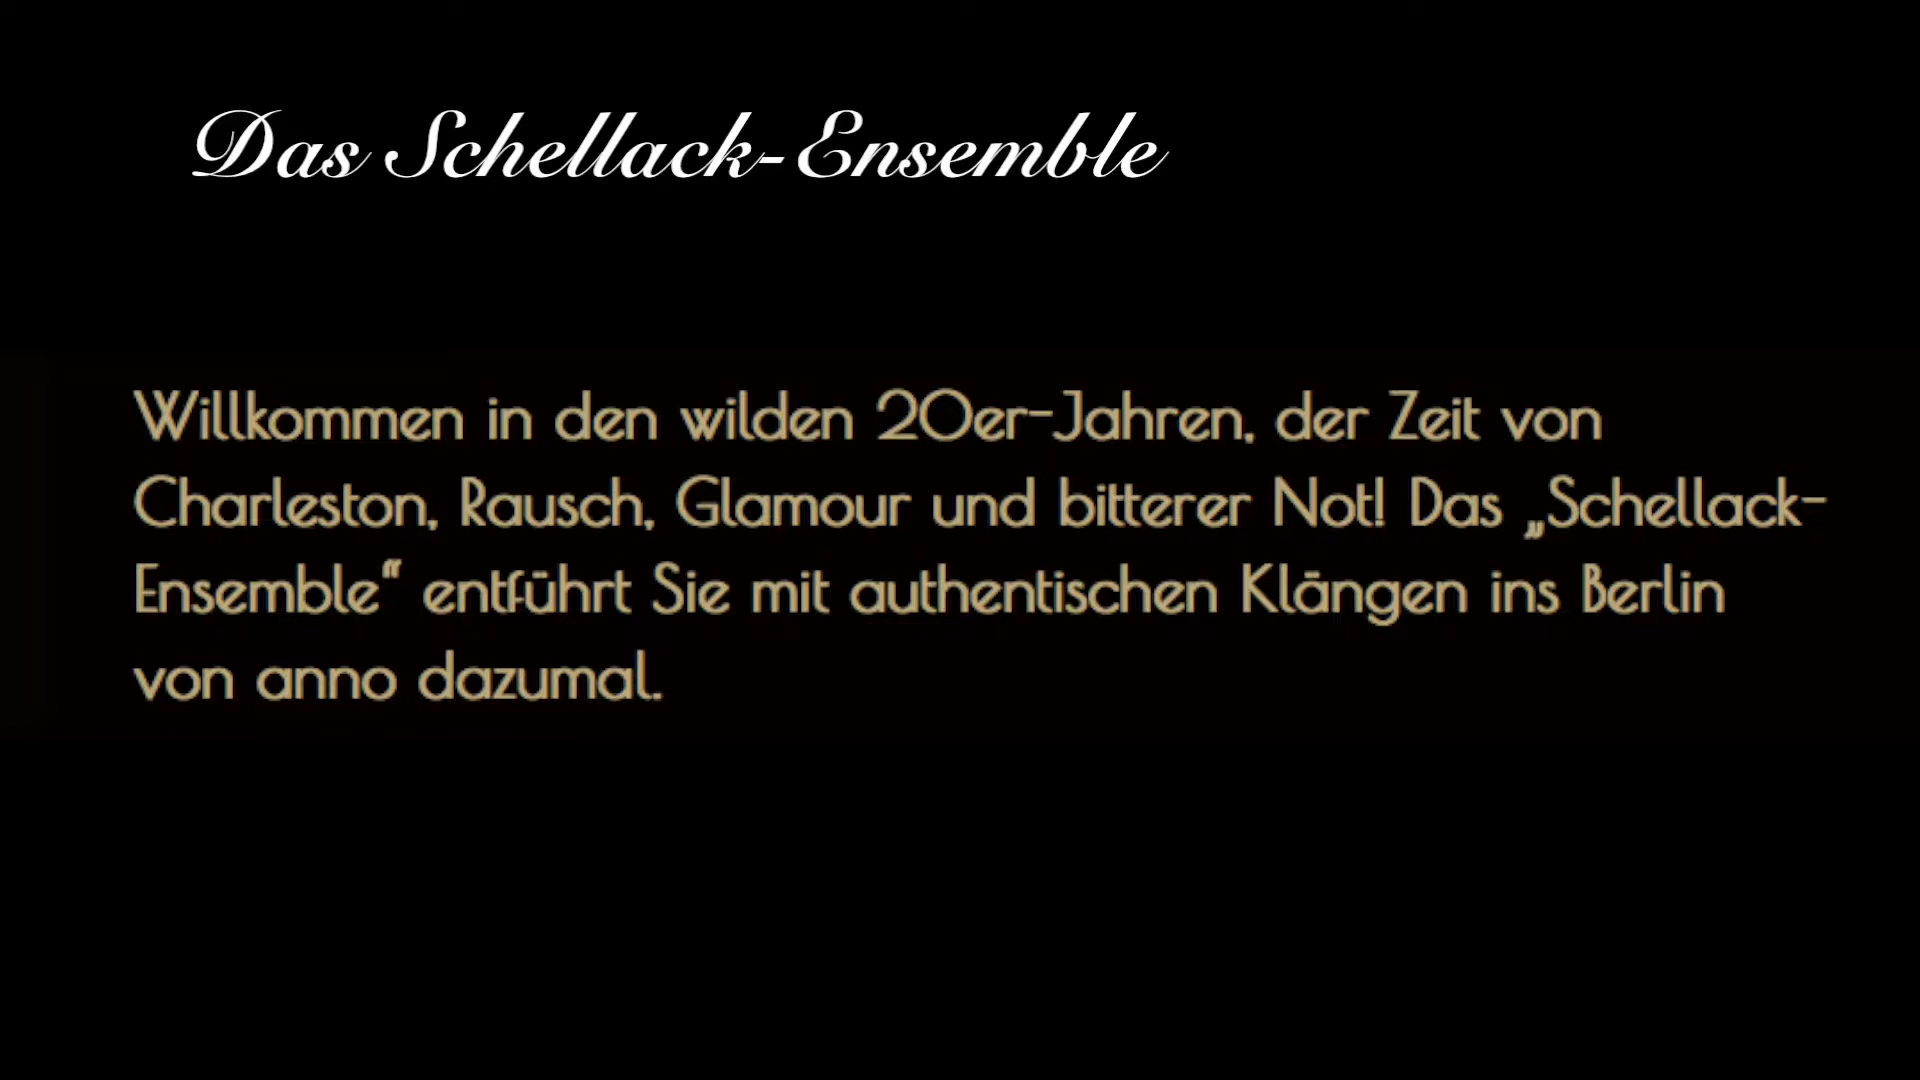 Das Schellack-Ensemble
Willkommen in den wilden 20er-Jahren, der Zeit von
Charleston, Rausch, Glamour und bitterer Not! Das „Schellack-
Ensemble“ entführt Sie mit authentischen Klängen ins Berlin
von anno dazumal.